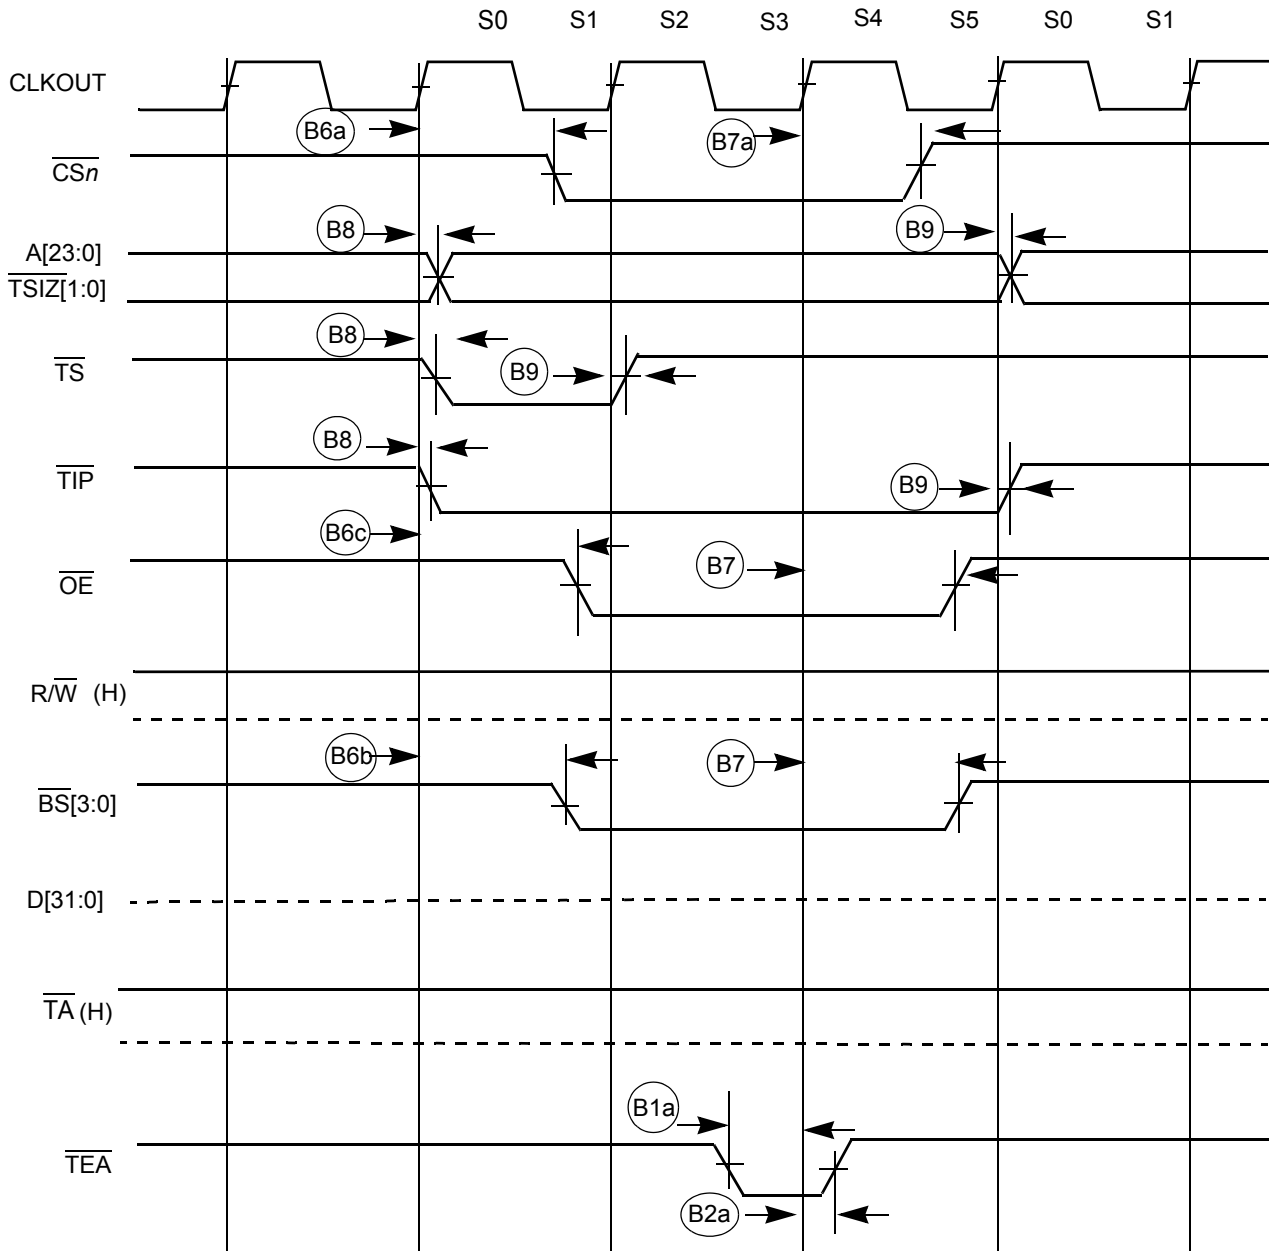 S0 S1 S2 S3 S4 S5 S0 S1
CLKOUT
B6a B7a
CSn
B8 B9
A[23:0]
TSIZ[1:0]
B8
TS B9
B8
TIP B9
B6c
OE B7
R/W (H)
B6b B7
BS[3:0]
D[31:0]
TA (H)
B1a
TEA
B2a